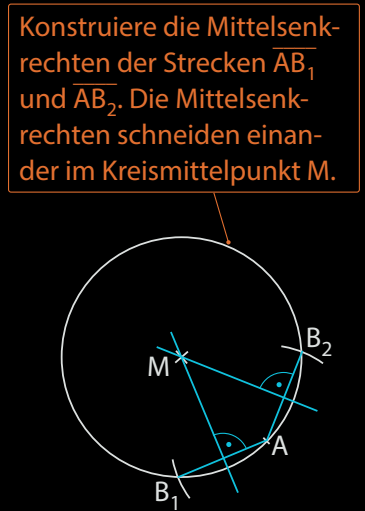 Konstruiere die Mittelsenk-
rechten der Strecken AB₁
und AB₂. Die Mittelsenk-
rechten schneiden einan-
der im Kreismittelpunkt M.
B₂
M
A
B₁